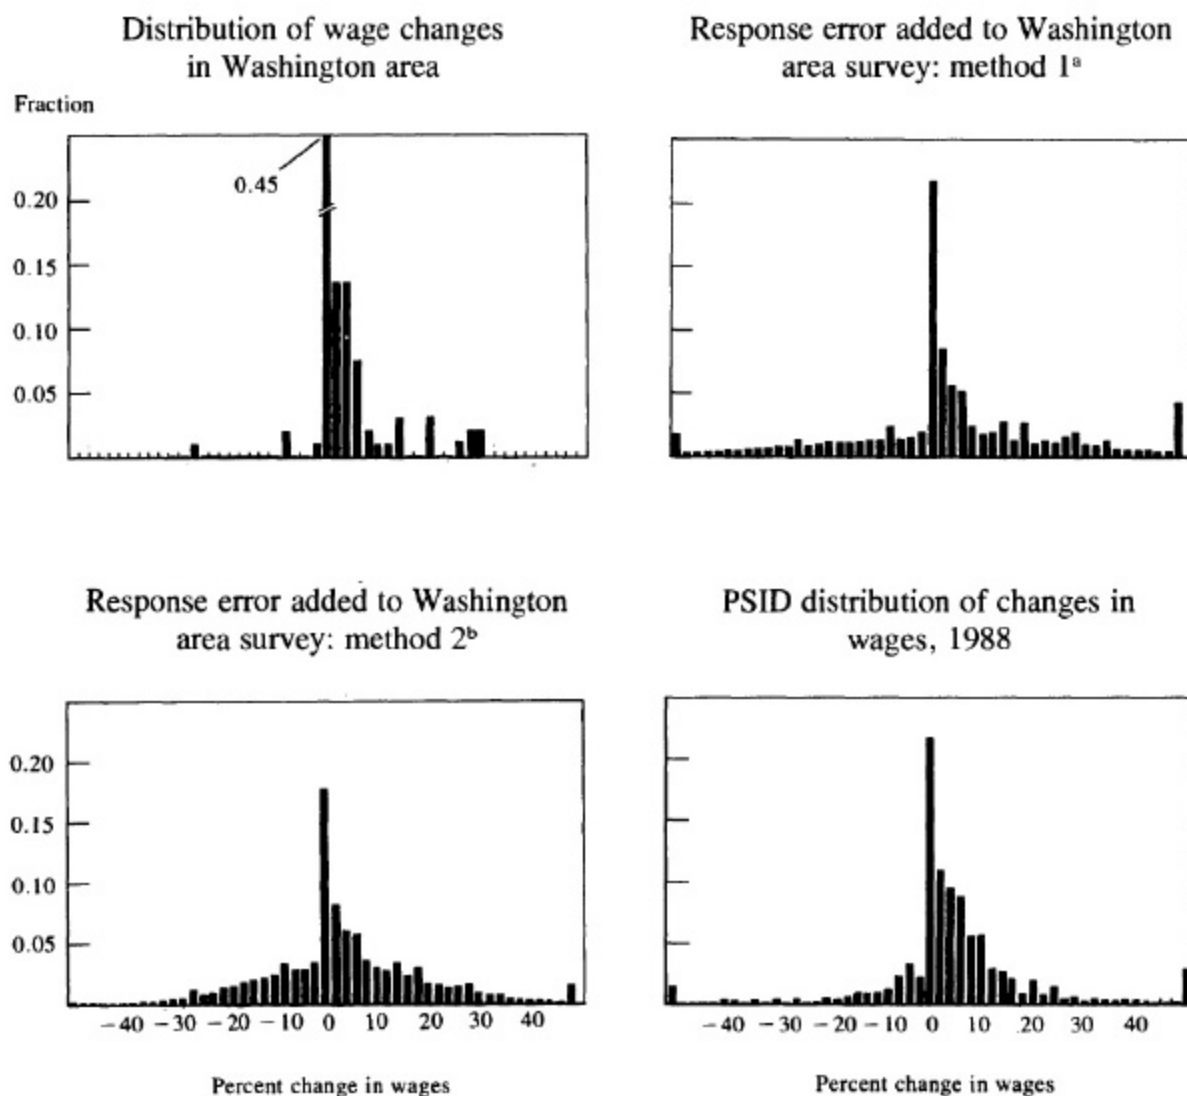 Distribution of wage changes
in Washington area
Response error added to Washington
area survey: method 1ᵃ
Fraction
0.45
0.20
0.15
0.10
0.05
Response error added to Washington
area survey: method 2ᵇ
PSID distribution of changes in
wages, 1988
0.20
0.15
0.10
0.05
−40 −30 −20 −10 0 10 20 30 40
−40 −30 −20 −10 0 10 20 30 40
Percent change in wages
Percent change in wages